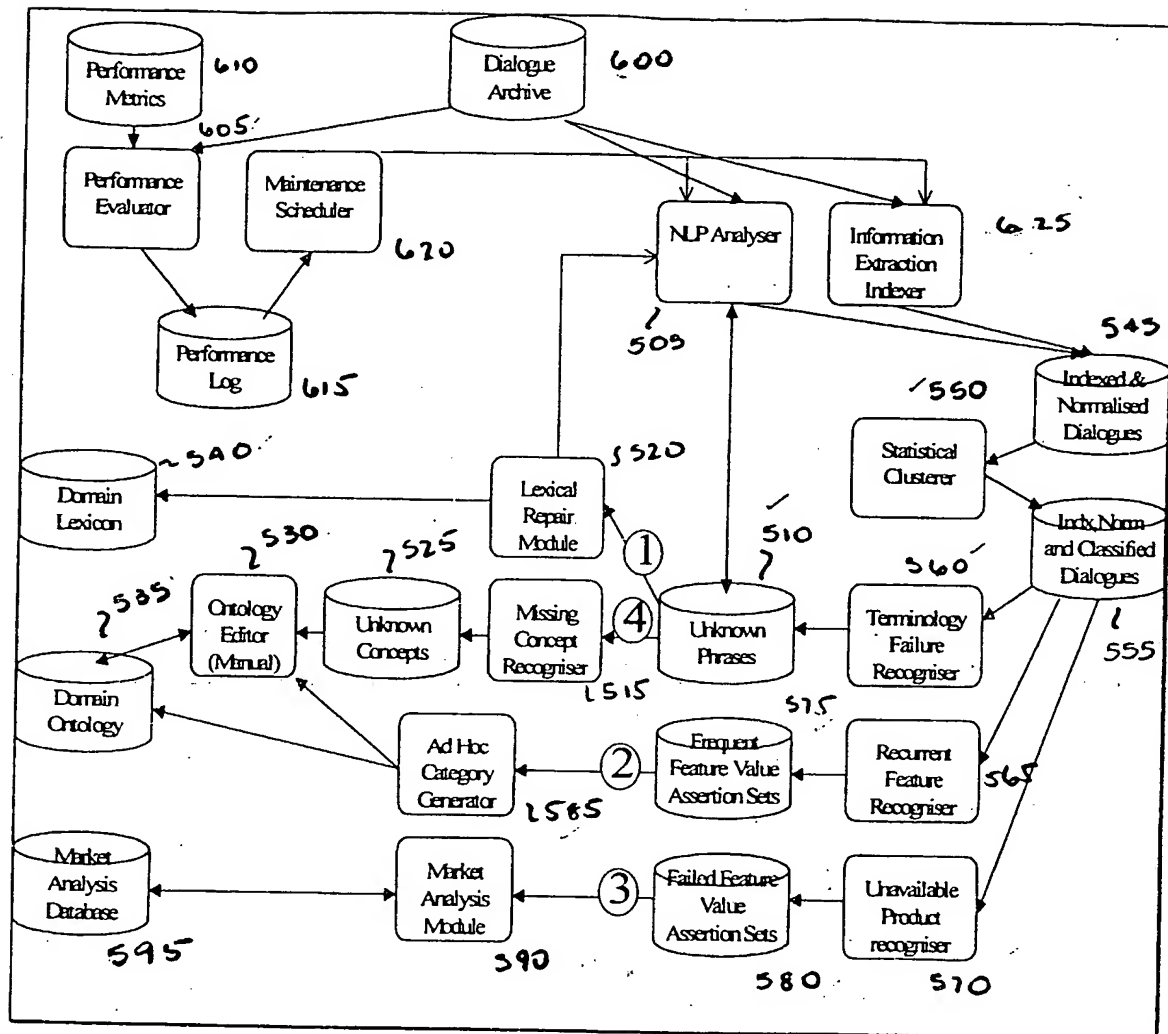 Performance
Metrics
610
Dialogue
Archive
600
605
Performance
Evaluator
Maintenance
Scheduler
620
NLP Analyser
505
Information
Extraction
Indexer
625
Performance
Log
615
545
Indexed &
Normalised
Dialogues
550
Statistical
Clusterer
540
Domain
Lexicon
520
Lexical
Repair
Module
1
510
Unknown
Phrases
Indx, Norm
and Classified
Dialogues
555
560
Terminology
Failure
Recogniser
530
Ontology
Editor
(Manual)
525
Unknown
Concepts
Missing
Concept
Recogniser
515
4
535
Domain
Ontology
Ad Hoc
Category
Generator
585
2
575
Frequent
Feature Value
Assertion Sets
Recurrent
Feature
Recogniser
565
Market
Analysis
Database
595
Market
Analysis
Module
590
3
Failed Feature
Value
Assertion Sets
580
Unavailable
Product
recogniser
570